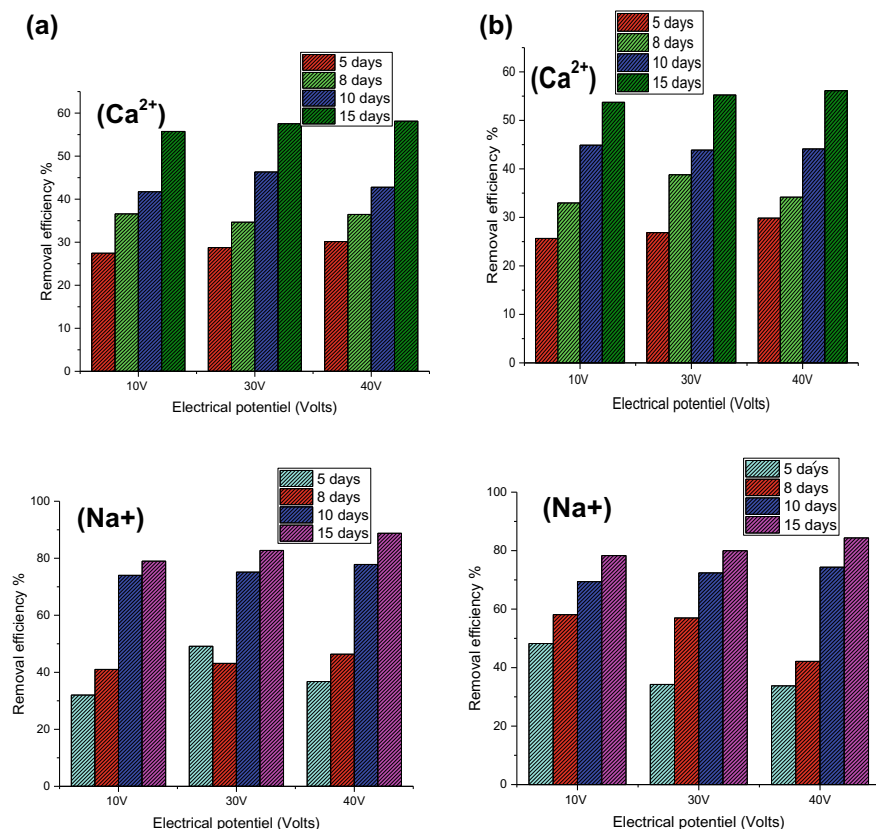 (a)
(Ca2+)
5 days
8 days
10 days
15 days
Removal efficiency %
60
50
40
30
20
10
0
10V
30V
40V
Electrical potentiel (Volts)
(b)
(Ca2+)
5 days
8 days
10 days
15 days
Removal efficiency %
60
50
40
30
20
10
0
10V
30V
40V
Electrical potentiel (Volts)
(Na+)
5 days
8 days
10 days
15 days
Removal efficiency %
100
80
60
40
20
0
10V
30V
40V
Electrical potentiel (Volts)
(Na+)
5 days
8 days
10 days
15 days
Removal efficiency %
100
80
60
40
20
0
10V
30V
40V
Electrical potentiel (Volts)